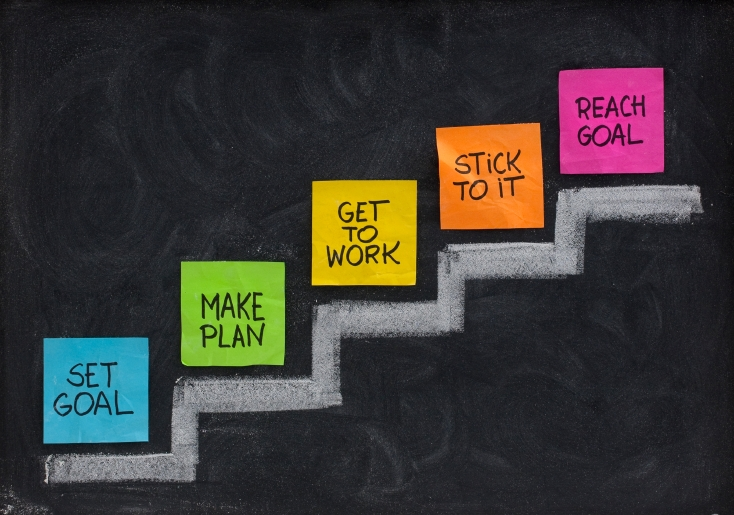 SET
GOAL
MAKE
PLAN
GET
TO
WORK
STiCK
TO iT
REACH
GOAL